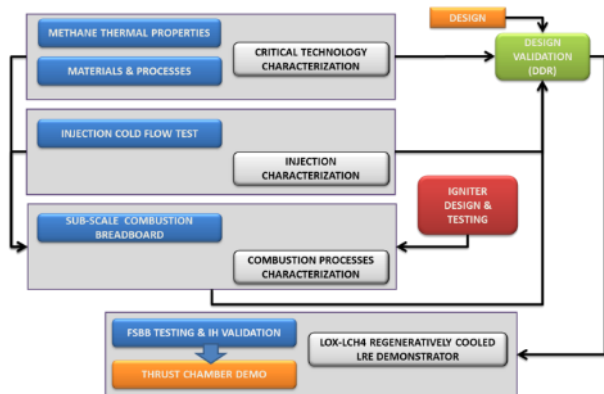 METHANE THERMAL PROPERTIES
MATERIALS & PROCESSES
CRITICAL TECHNOLOGY
CHARACTERIZATION
DESIGN
DESIGN
VALIDATION
(DDR)
INJECTION COLD FLOW TEST
INJECTION
CHARACTERIZATION
IGNITER
DESIGN &
TESTING
SUB-SCALE COMBUSTION
BREADBOARD
COMBUSTION PROCESSES
CHARACTERIZATION
FSBB TESTING & IH VALIDATION
THRUST CHAMBER DEMO
LOX-LCH4 REGENERATIVELY COOLED
LRE DEMONSTRATOR